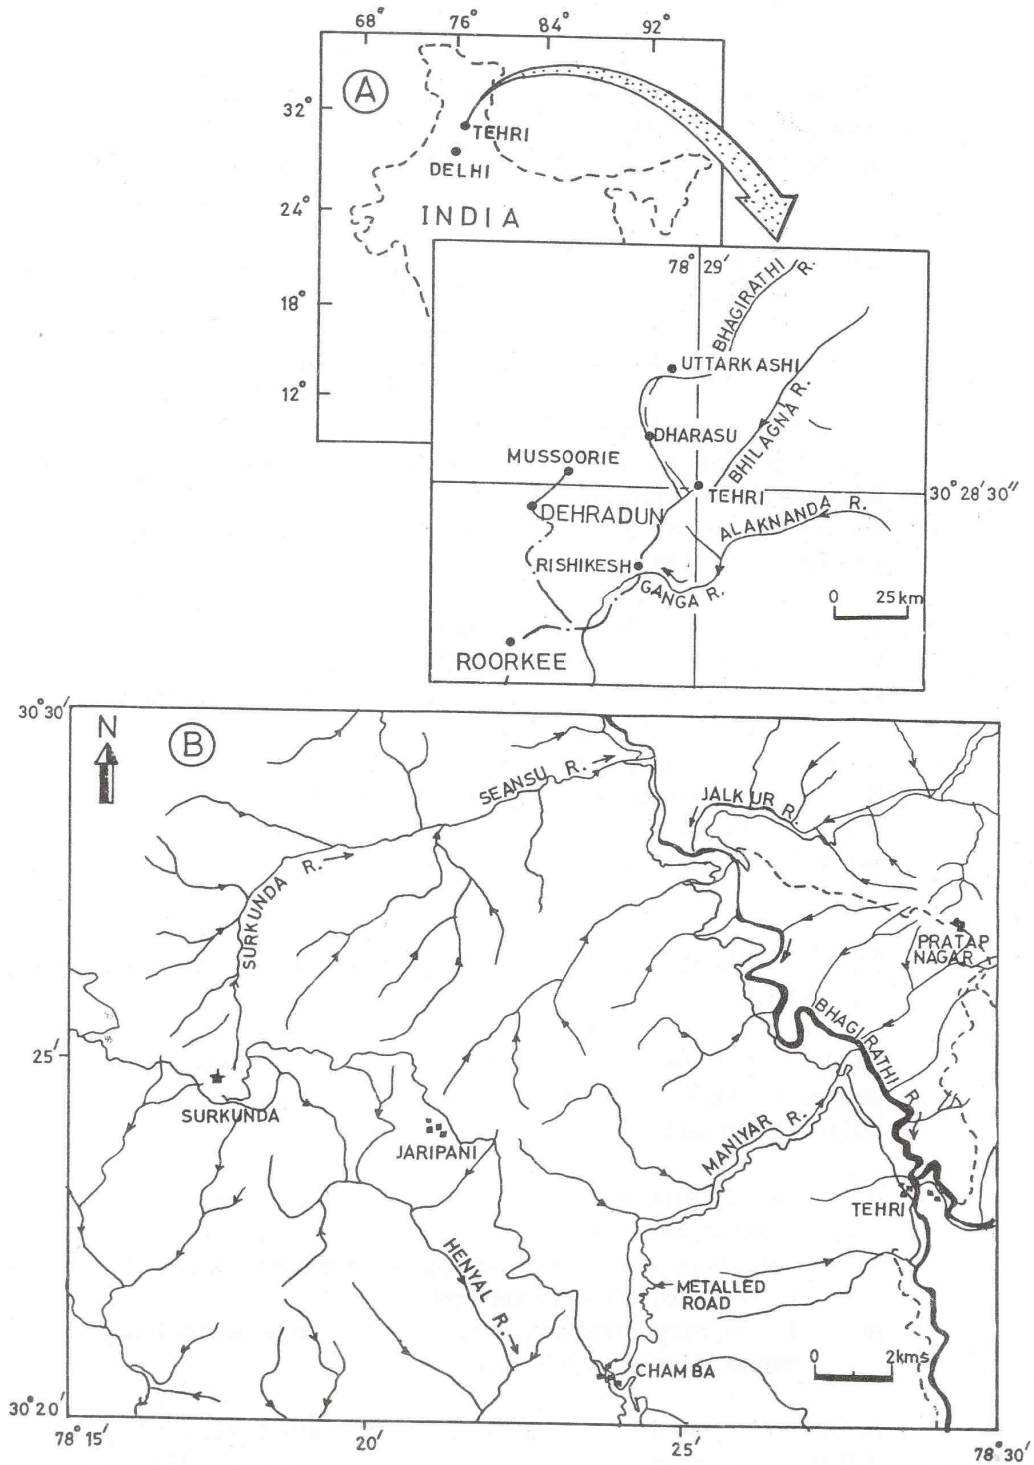 68° 76° 84° 92°
A
32°
TEHRI
DELHI
24°
INDIA
18°
12°
78° 29′
BHAGIRATHI R.
UTTARKASHI
DHARASU
BHILAGNA R.
MUSSOORIE
TEHRI
30° 28′ 30″
DEHRADUN
ALAKNANDA R.
RISHIKESH
GANGA R.
0 25 km
ROORKEE
30° 30′
N
B
SEANSU R.
JALKUR R.
SURKUNDA R.
PRATAP
NAGAR
BHAGIRATHI R.
25′
SURKUNDA
JARIPANI
MANIYAR R.
TEHRI
HENYAL R.
METALLED
ROAD
0 2kms
CHAMBA
30° 20′
78° 15′ 20′ 25′ 78° 30′